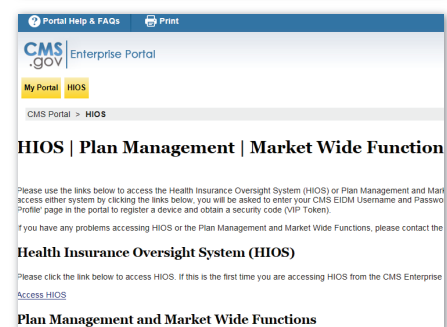 Portal Help & FAQs Print
CMS .gov Enterprise Portal
My Portal HIOS
CMS Portal > HIOS
HIOS | Plan Management | Market Wide Function
Please use the links below to access the Health Insurance Oversight System (HIOS) or Plan Management and Mar
access either system by clicking the links below, you will be asked to enter your CMS EIDM Username and Passwo
Profile' page in the portal to register a device and obtain a security code (VIP Token).
f you have any problems accessing HIOS or the Plan Management and Market Wide Functions, please contact the
Health Insurance Oversight System (HIOS)
Please click the link below to access HIOS. If this is the first time you are accessing HIOS from the CMS Enterprise
Access HIOS
Plan Management and Market Wide Functions